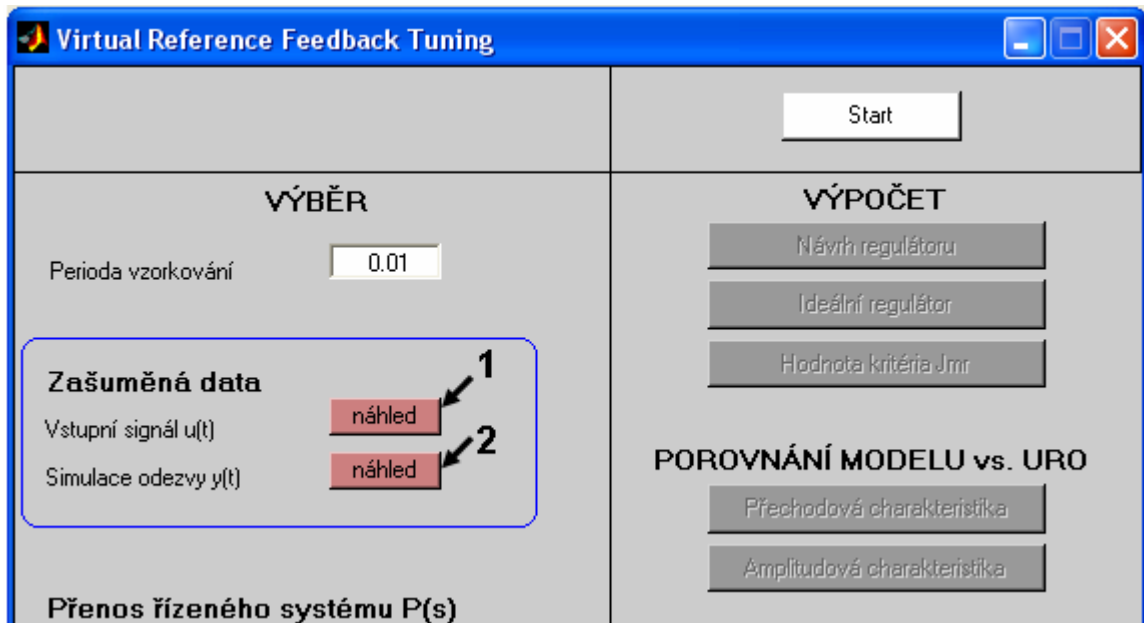 Virtual Reference Feedback Tuning
Start
VÝBĚR
Perioda vzorkování 0.01
Zašuměná data
Vstupní signál u(t) náhled 1
Simulace odezvy y(t) náhled 2
Přenos řízeného systému P(s)
VÝPOČET
Návrh regulátoru
Ideální regulátor
Hodnota kritéria Jmr
POROVNÁNÍ MODELU vs. URO
Přechodová charakteristika
Amplitudová charakteristika